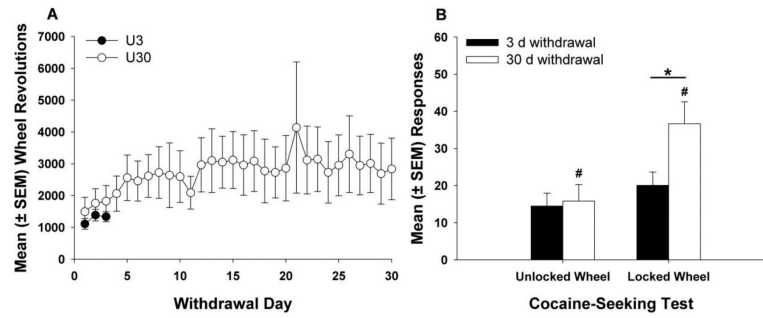 A
U3
U30
Mean (± SEM) Wheel Revolutions
7000
6000
5000
4000
3000
2000
1000
0
0 5 10 15 20 25 30
Withdrawal Day
B
3 d withdrawal
30 d withdrawal
Mean (± SEM) Responses
60
50
40
30
20
10
0
*
#
#
Unlocked Wheel Locked Wheel
Cocaine-Seeking Test